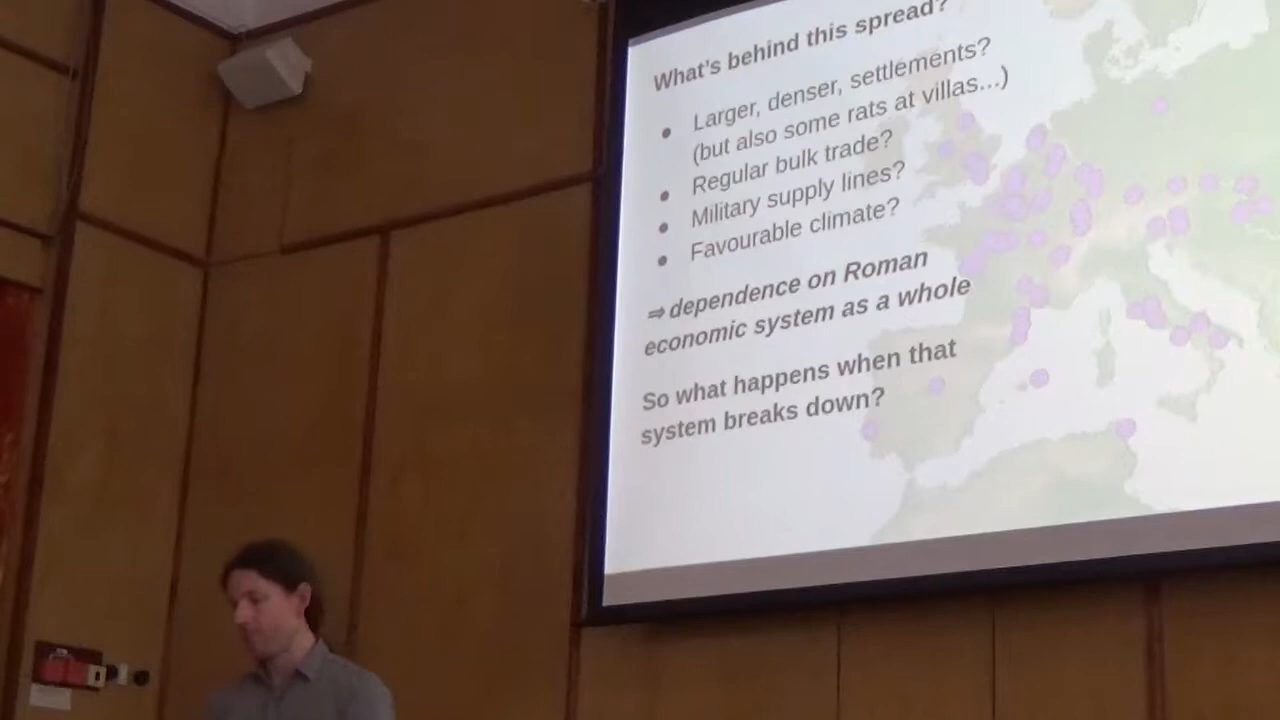 What's behind this spread?
● Larger, denser, settlements?
(but also some rats at villas...)
● Regular bulk trade?
● Military supply lines?
● Favourable climate?
⇒ dependence on Roman
economic system as a whole
So what happens when that
system breaks down?